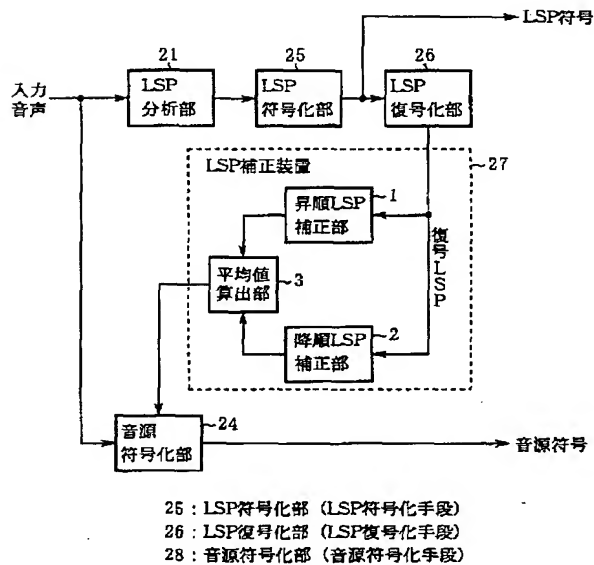 LSP符号
21
25
26
入力
音声
LSP
分析部
LSP
符号化部
LSP
復号化部
LSP補正装置
27
昇順LSP
補正部
1
復号LSP
平均値
算出部
3
降順LSP
補正部
2
音源
符号化部
24
音源符号
25:LSP符号化部(LSP符号化手段)
26:LSP復号化部(LSP復号化手段)
28:音源符号化部(音源符号化手段)